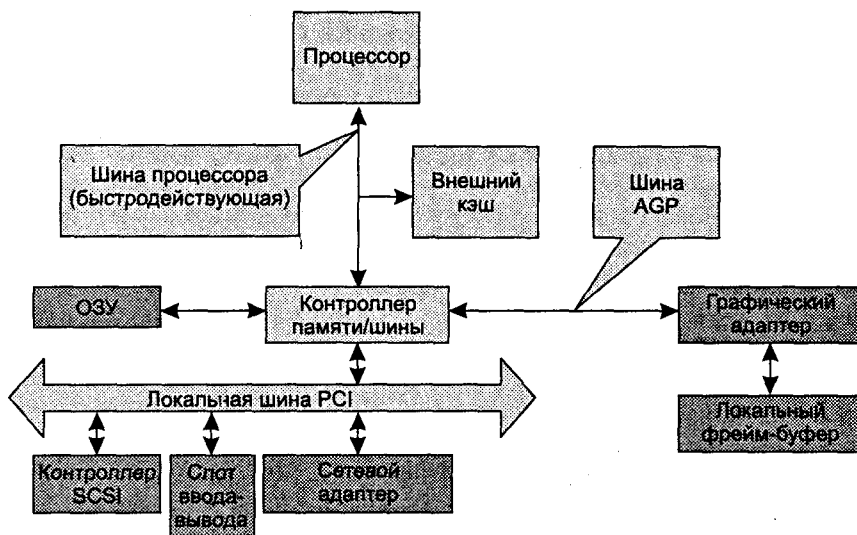 Процессор
Шина процессора
(быстродействующая)
Внешний
кэш
Шина
AGP
ОЗУ
Контроллер
памяти/шины
Графический
адаптер
Локальная шина PCI
Локальный
фрейм-буфер
Контроллер
SCSI
Слот
ввода-
вывода
Сетевой
адаптер